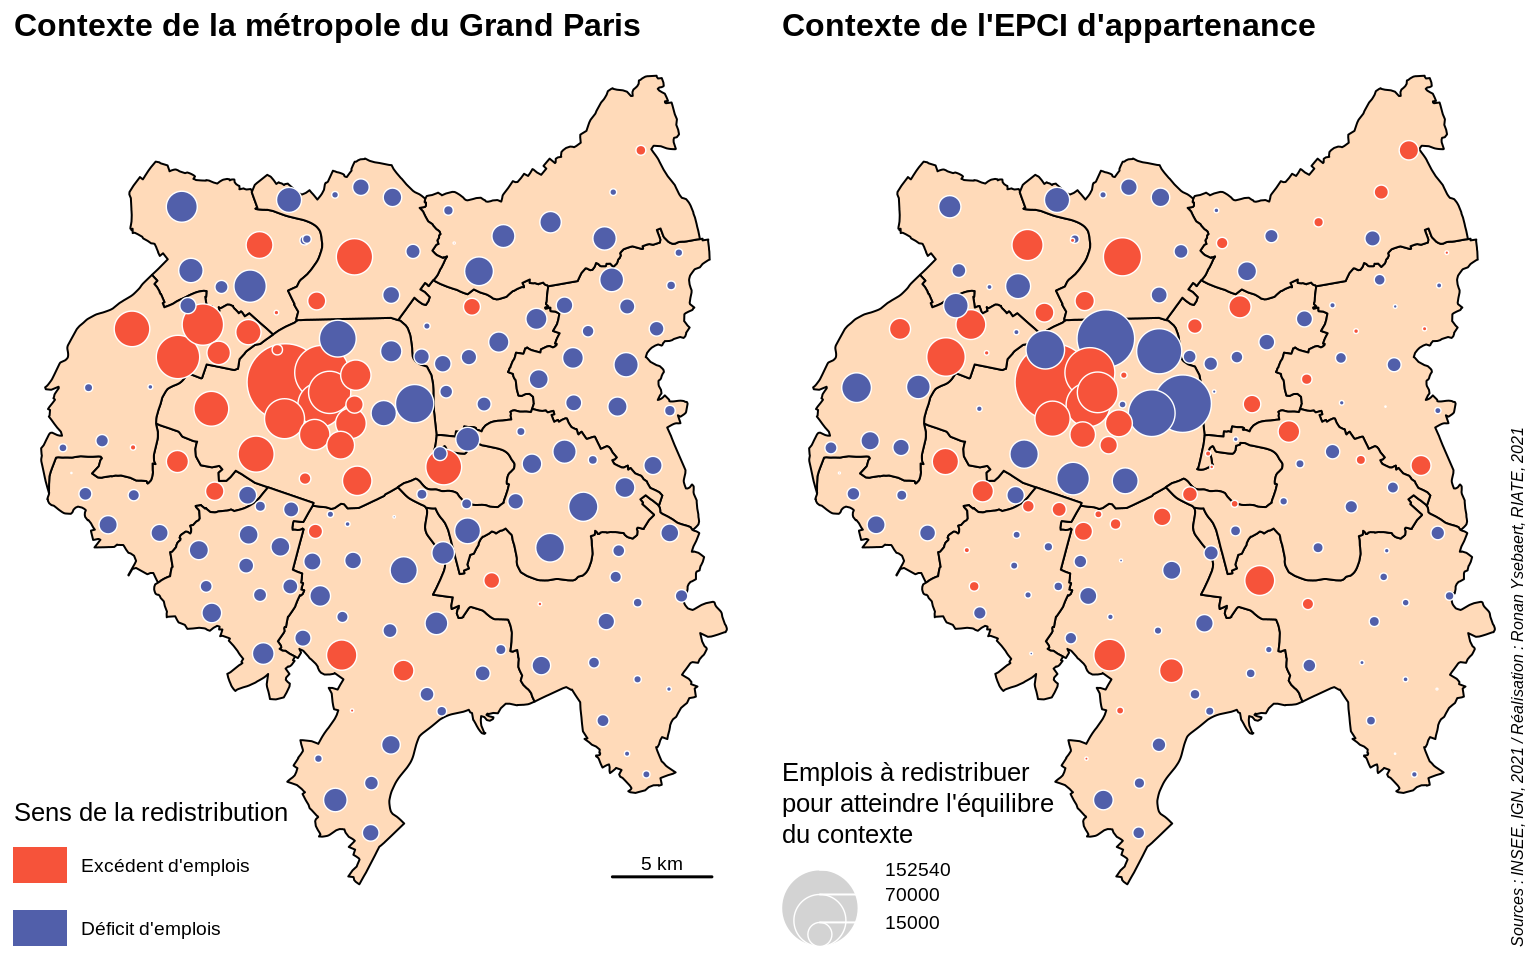 Contexte de la métropole du Grand Paris
Contexte de l'EPCI d'appartenance
Sens de la redistribution
Excédent d'emplois
Déficit d'emplois
5 km
Emplois à redistribuer
pour atteindre l'équilibre
du contexte
152540
70000
15000
Sources : INSEE, IGN, 2021 / Réalisation : Ronan Ysebaert, RIATE, 2021